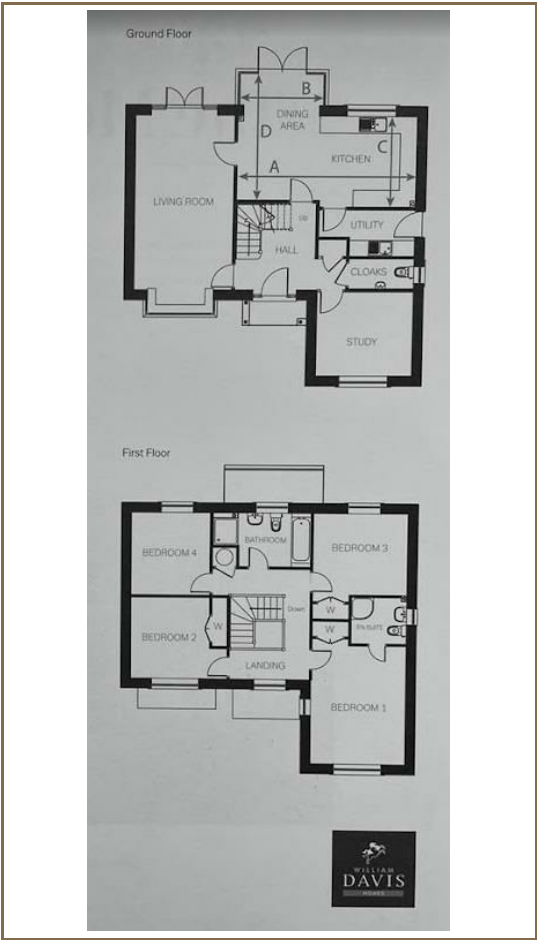 Ground Floor
B
DINING
AREA
D
C
KITCHEN
A
LIVING ROOM
Up
UTILITY
HALL
CLOAKS
STUDY
First Floor
BATHROOM
BEDROOM 4
BEDROOM 3
W
Down
W
EN-SUITE
W
BEDROOM 2
LANDING
BEDROOM 1
WILLIAM
DAVIS
HOMES